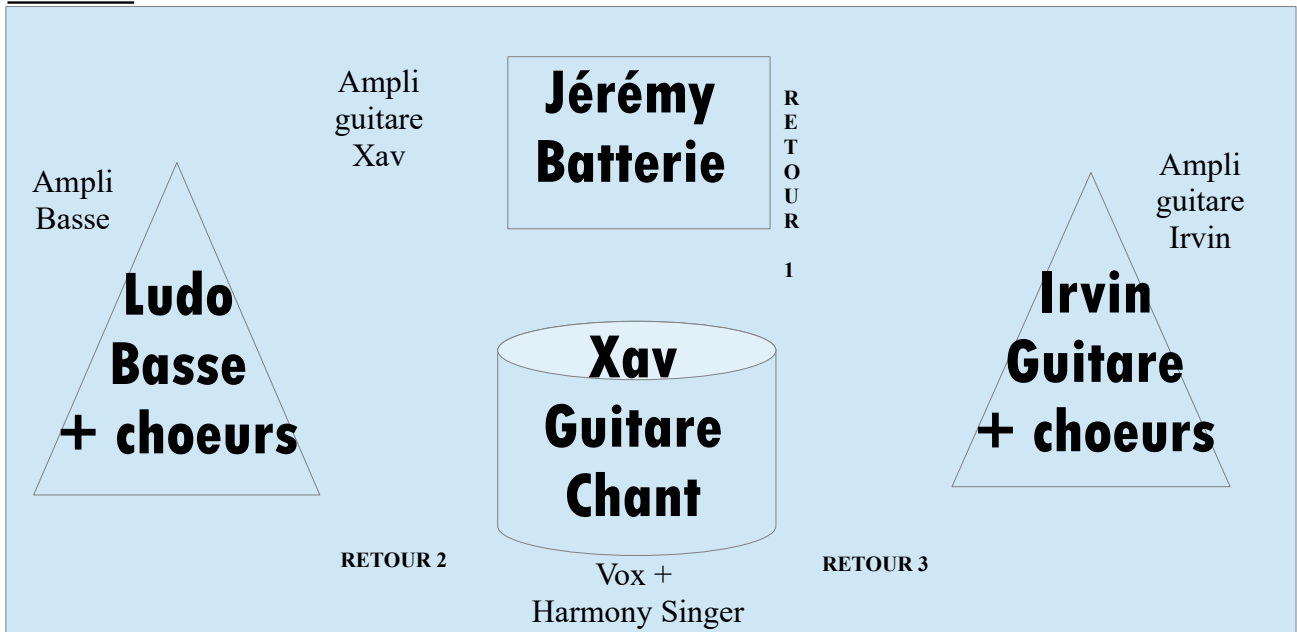 Ampli
guitare
Xav
Jérémy
Batterie
R
E
T
O
U
R
1
Ampli
Basse
Ampli
guitare
Irvin
Ludo
Basse
+ choeurs
Xav
Guitare
Chant
Irvin
Guitare
+ choeurs
RETOUR 2
RETOUR 3
Vox +
Harmony Singer